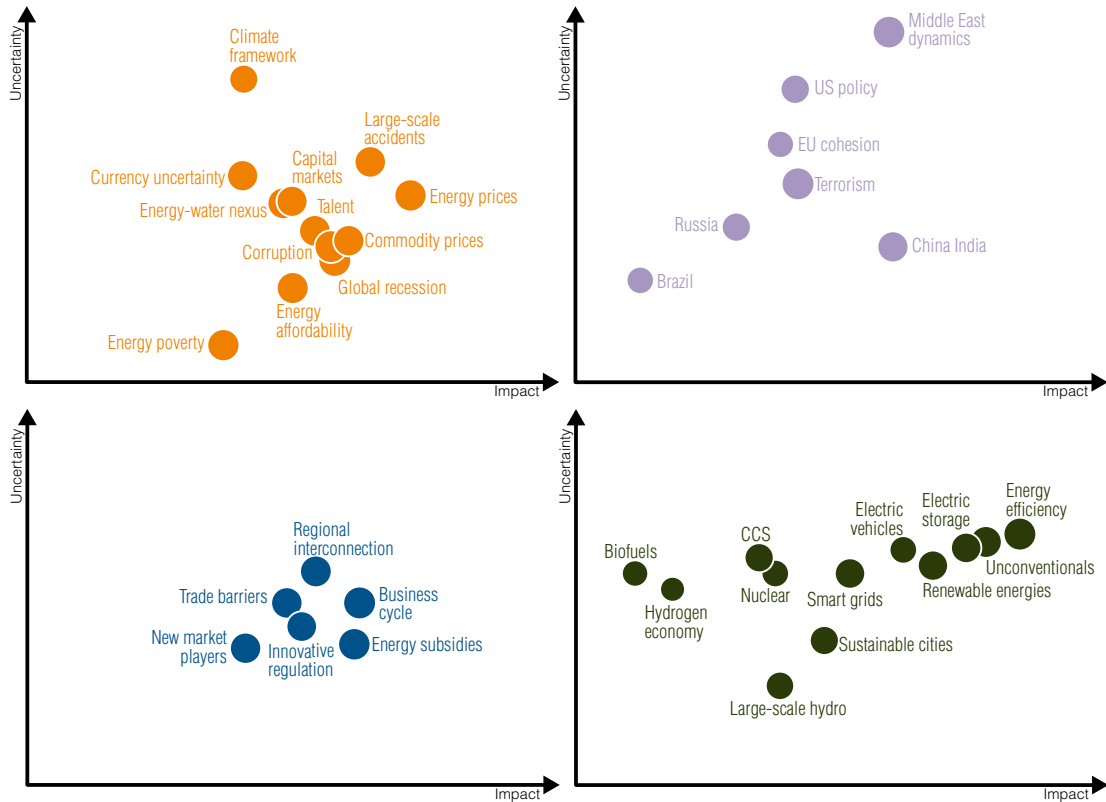 Uncertainty
Climate
framework
Large-scale
accidents
Capital
markets
Currency uncertainty
Energy prices
Energy-water nexus
Talent
Commodity prices
Corruption
Global recession
Energy
affordability
Energy poverty
Impact
Uncertainty
Middle East
dynamics
US policy
EU cohesion
Terrorism
Russia
China India
Brazil
Impact
Uncertainty
Regional
interconnection
Trade barriers
Business
cycle
New market
players
Innovative
regulation
Energy subsidies
Impact
Uncertainty
Energy
efficiency
Electric
storage
Electric
vehicles
CCS
Biofuels
Unconventionals
Nuclear
Renewable energies
Smart grids
Hydrogen
economy
Sustainable cities
Large-scale hydro
Impact